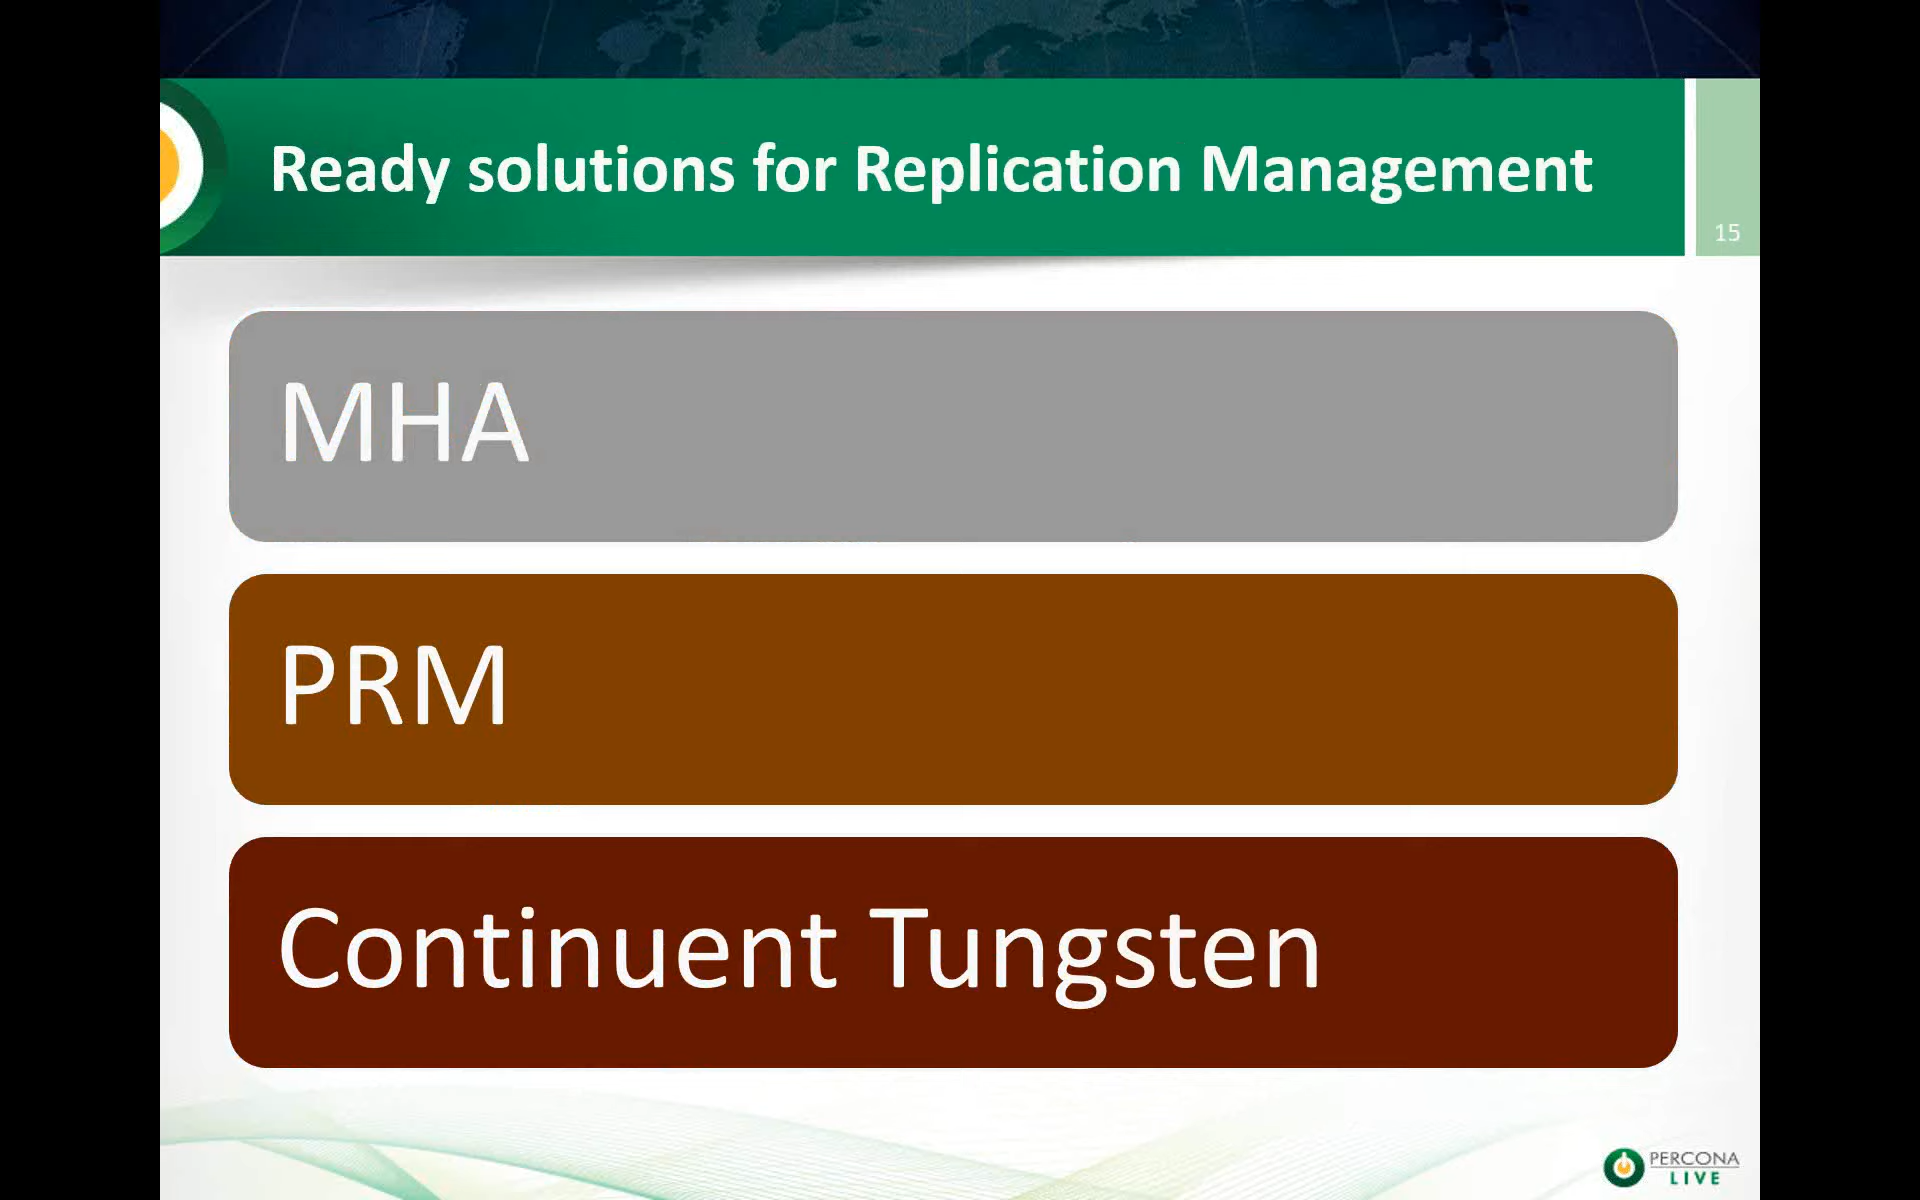 Ready solutions for Replication Management
15
MHA
PRM
Continuent Tungsten
PERCONA
LIVE